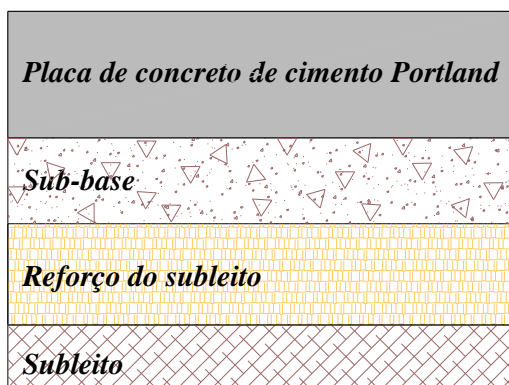 Placa de concreto de cimento Portland
Sub-base
Reforço do subleito
Subleito